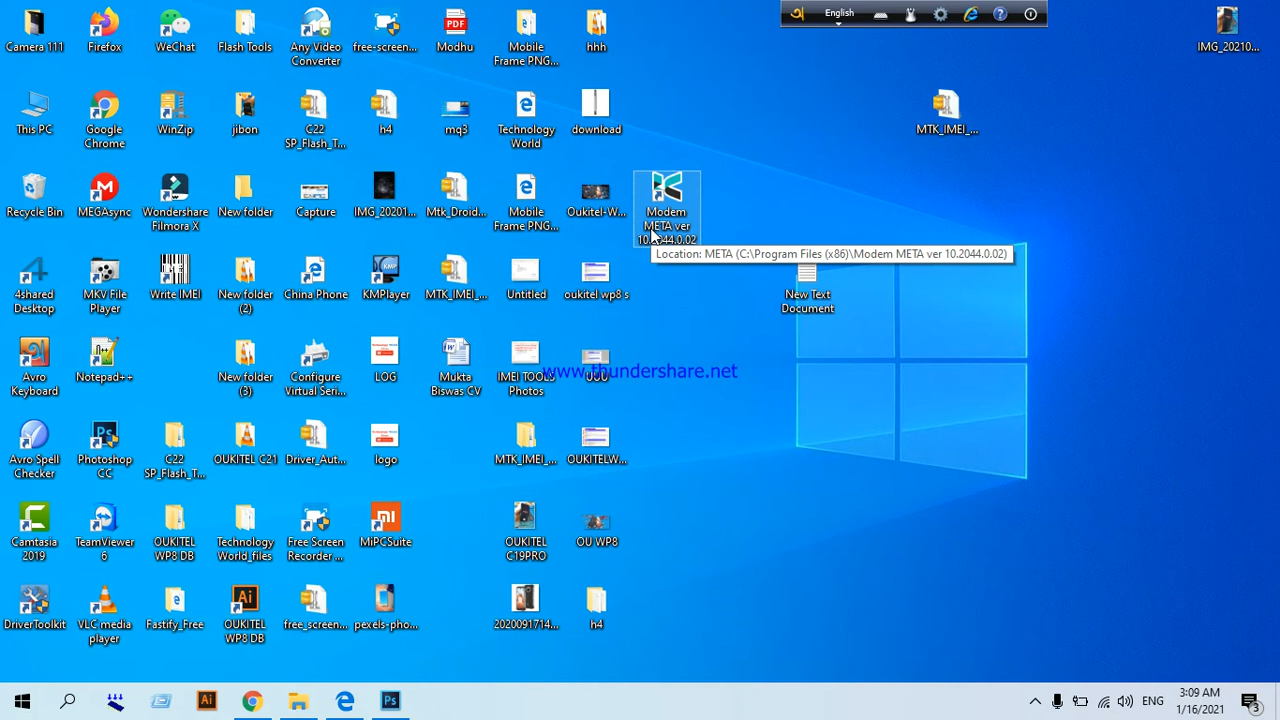 English
Camera 111
Firefox
WeChat
Flash Tools
Any Video
Converter
free-screen...
PDF
Modhu
Mobile
Frame PNG...
hhh
IMG_20210...
This PC
Google
Chrome
WinZip
jibon
C22
SP_Flash_T...
h4
mq3
Technology
World
download
MTK_IMEI_...
Recycle Bin
MEGAsync
Wondershare
Filmora X
New folder
Capture
IMG_20201...
Mtk_Droid...
Mobile
Frame PNG...
Oukitel-W...
Modem
META ver
10.2044.0.02
Location: META (C:\Program Files (x86)\Modem META ver 10.2044.0.02)
4shared
Desktop
MKV File
Player
Write IMEI
New folder
(2)
China Phone
KMPlayer
MTK_IMEI_...
Untitled
oukitel wp8 s
New Text
Document
Avro
Keyboard
Notepad++
New folder
(3)
Configure
Virtual Seri...
LOG
Mukta
Biswas CV
IMEI TOOLS
Photos
www.thundershare.net
Avro Spell
Checker
Photoshop
CC
C22
SP_Flash_T...
OUKITEL C21
Driver_Aut...
logo
MTK_IMEI_...
OUKITELW...
Camtasia
2019
TeamViewer
6
OUKITEL
WP8 DB
Technology
World_files
Free Screen
Recorder ...
MiPCSuite
OUKITEL
C19PRO
OU WP8
DriverToolkit
VLC media
player
Fastify_Free
OUKITEL
WP8 DB
free_screen...
pexels-pho...
2020091714...
h4
ENG
3:09 AM
1/16/2021
3